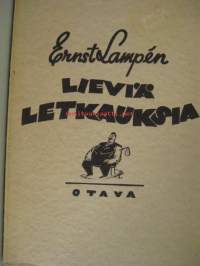 Ernst Lampén
LIEVIÄ
LETKAUKSIA
OTAVA